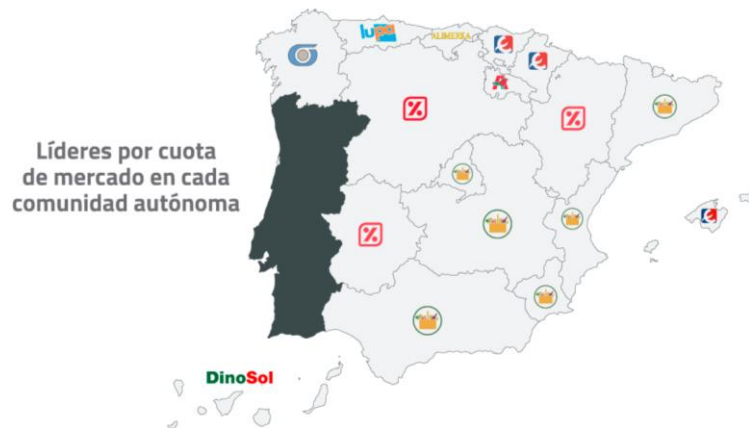 lupa
ALIMERKA
Líderes por cuota
de mercado en cada
comunidad autónoma
DinoSol